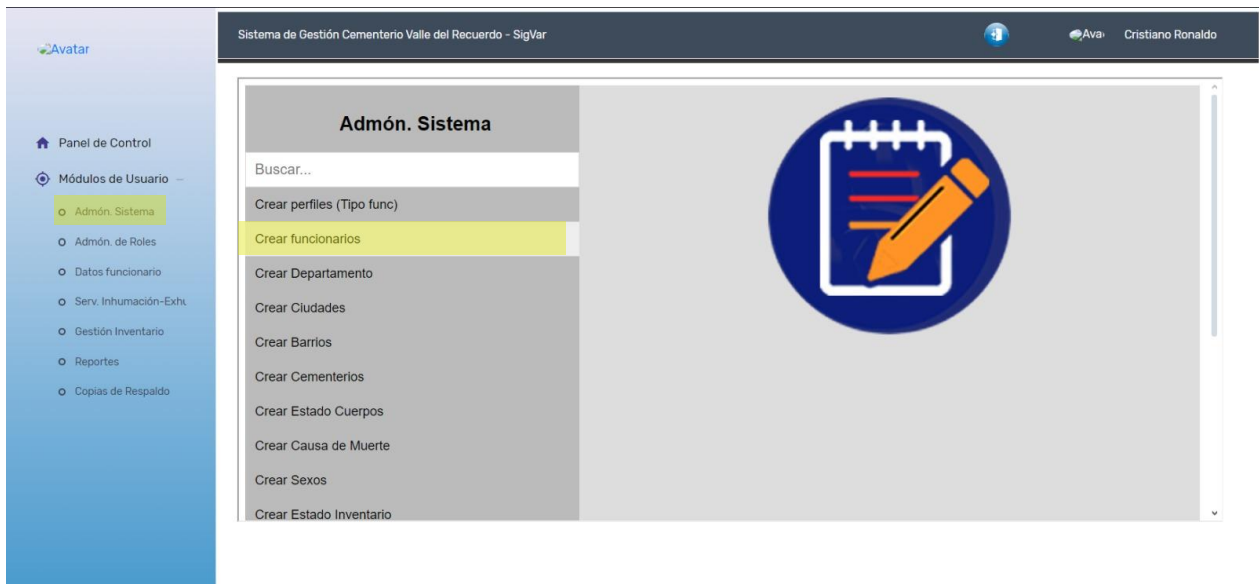 Avatar
Sistema de Gestión Cementerio Valle del Recuerdo - SigVar
Ava
Cristiano Ronaldo
Panel de Control
Módulos de Usuario
Admón. Sistema
Admón. de Roles
Datos funcionario
Serv. Inhumación-Exhu
Gestión Inventario
Reportes
Copias de Respaldo
Admón. Sistema
Buscar...
Crear perfiles (Tipo func)
Crear funcionarios
Crear Departamento
Crear Ciudades
Crear Barrios
Crear Cementerios
Crear Estado Cuerpos
Crear Causa de Muerte
Crear Sexos
Crear Estado Inventario